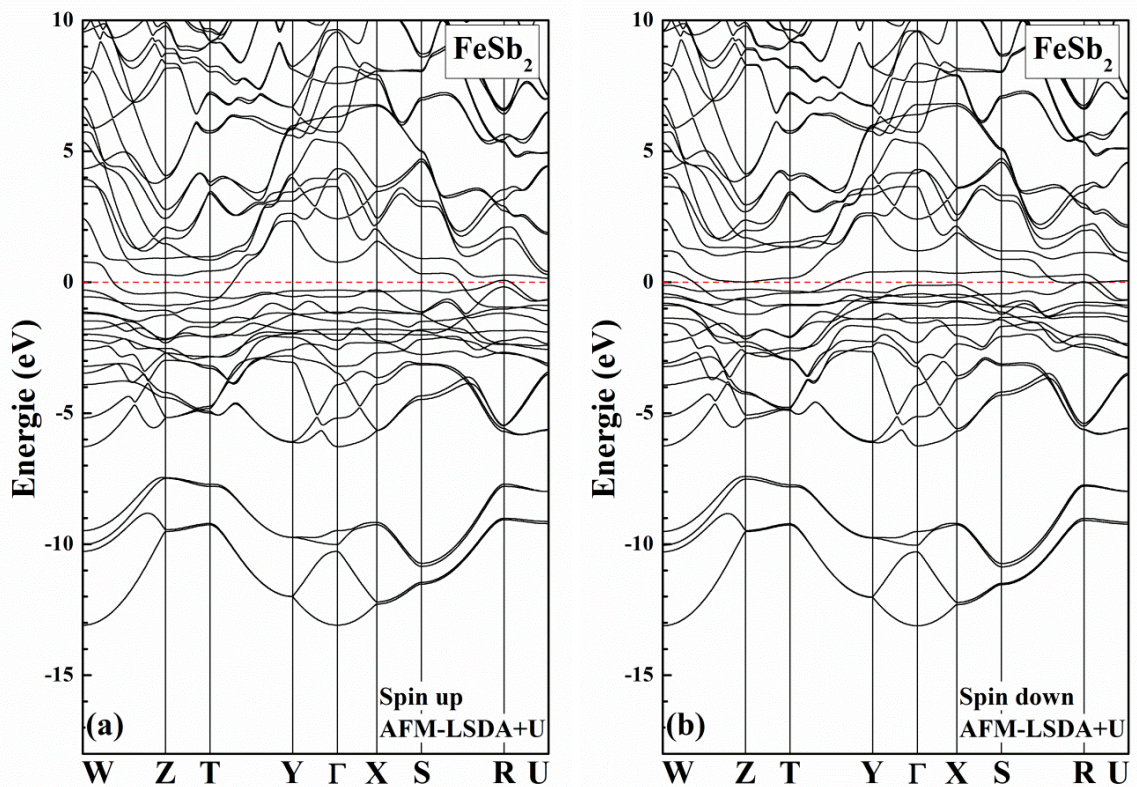 10
5
0
-5
-10
-15
Energie (eV)
FeSb₂
Spin up
AFM-LSDA+U
(a)
W Z T Y Γ X S R U
10
5
0
-5
-10
-15
Energie (eV)
FeSb₂
Spin down
AFM-LSDA+U
(b)
W Z T Y Γ X S R U